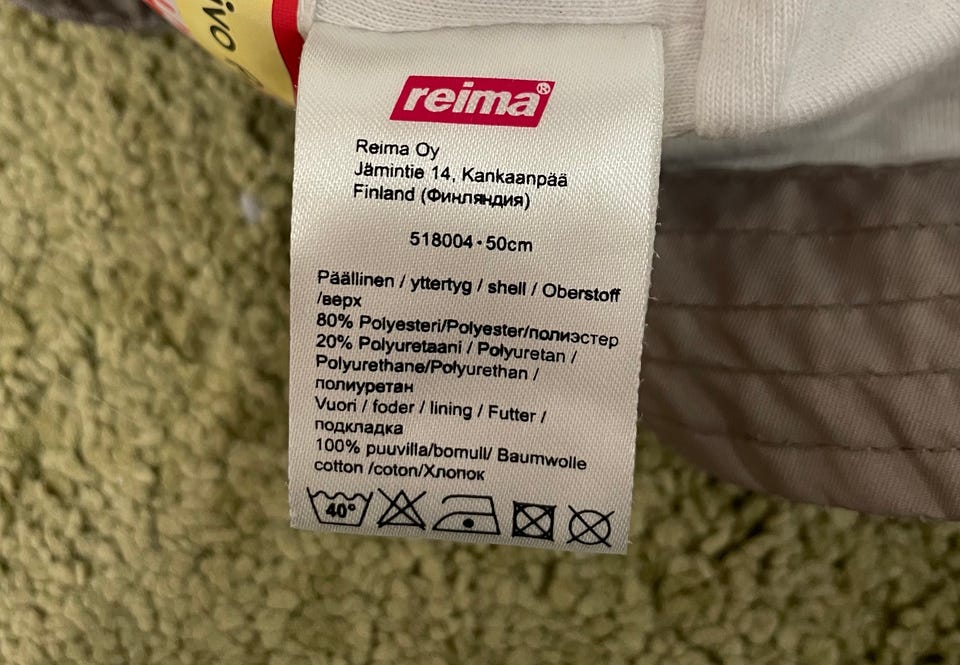 ivo
reima®
Reima Oy
Jämintie 14, Kankaanpää
Finland (Финляндия)
518004·50cm
Päällinen / yttertyg / shell / Oberstoff
/верх
80% Polyesteri/Polyester/полиэстер
20% Polyuretaani / Polyuretan /
Polyurethane/Polyurethan /
полиуретан
Vuori / foder / lining / Futter /
подкладка
100% puuvilla/bomull/ Baumwolle
cotton /coton/Хлопок
40°